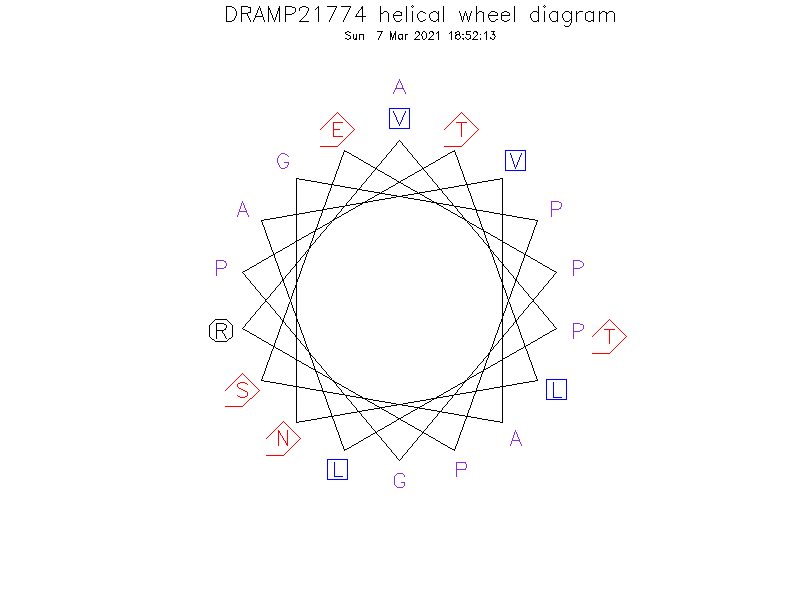 DRAMP21774 helical wheel diagram
Sun 7 Mar 2021 18:52:13
A
V
E T
G V
A P
P P
R P T
S L
N A
L G P